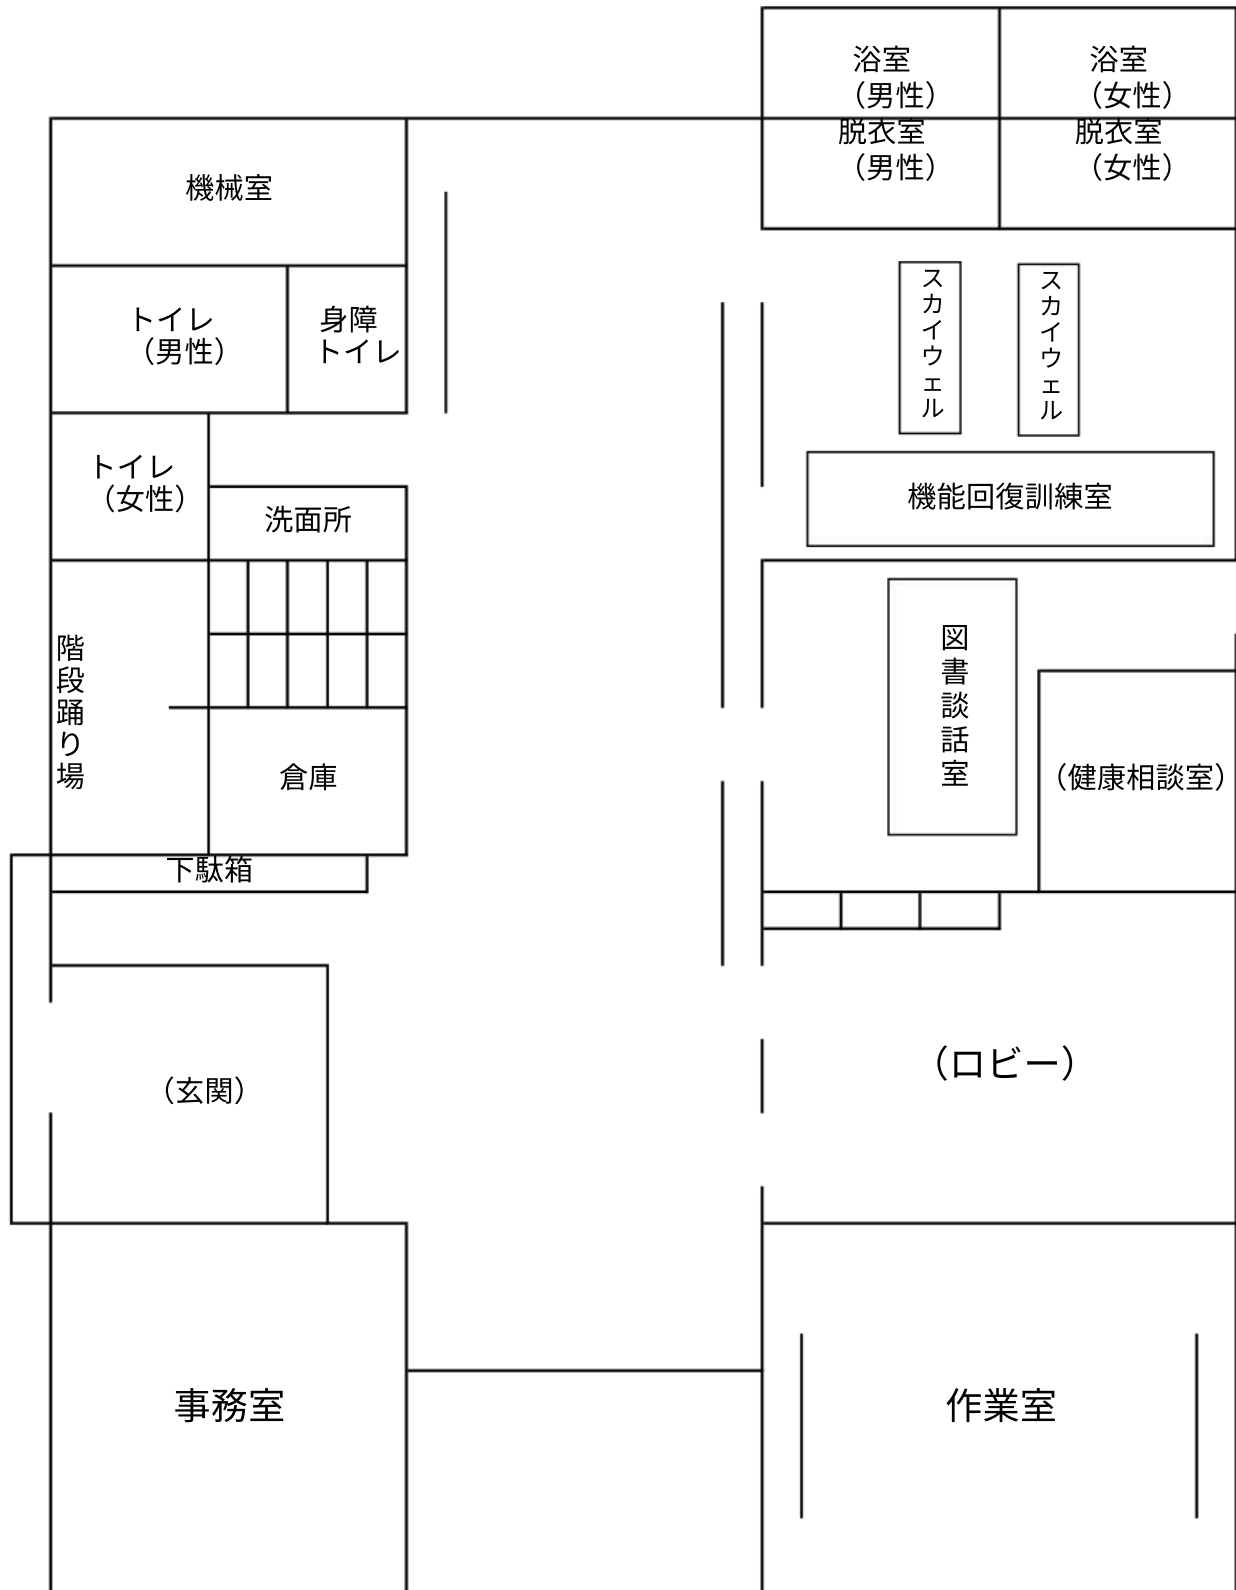 浴室
（男性）
脱衣室
（男性）
浴室
（女性）
脱衣室
（女性）
機械室
トイレ
（男性）
身障
トイレ
スカイウェル
スカイウェル
トイレ
（女性）
洗面所
機能回復訓練室
階段踊り場
図書談話室
倉庫
（健康相談室）
下駄箱
（ロビー）
（玄関）
事務室
作業室